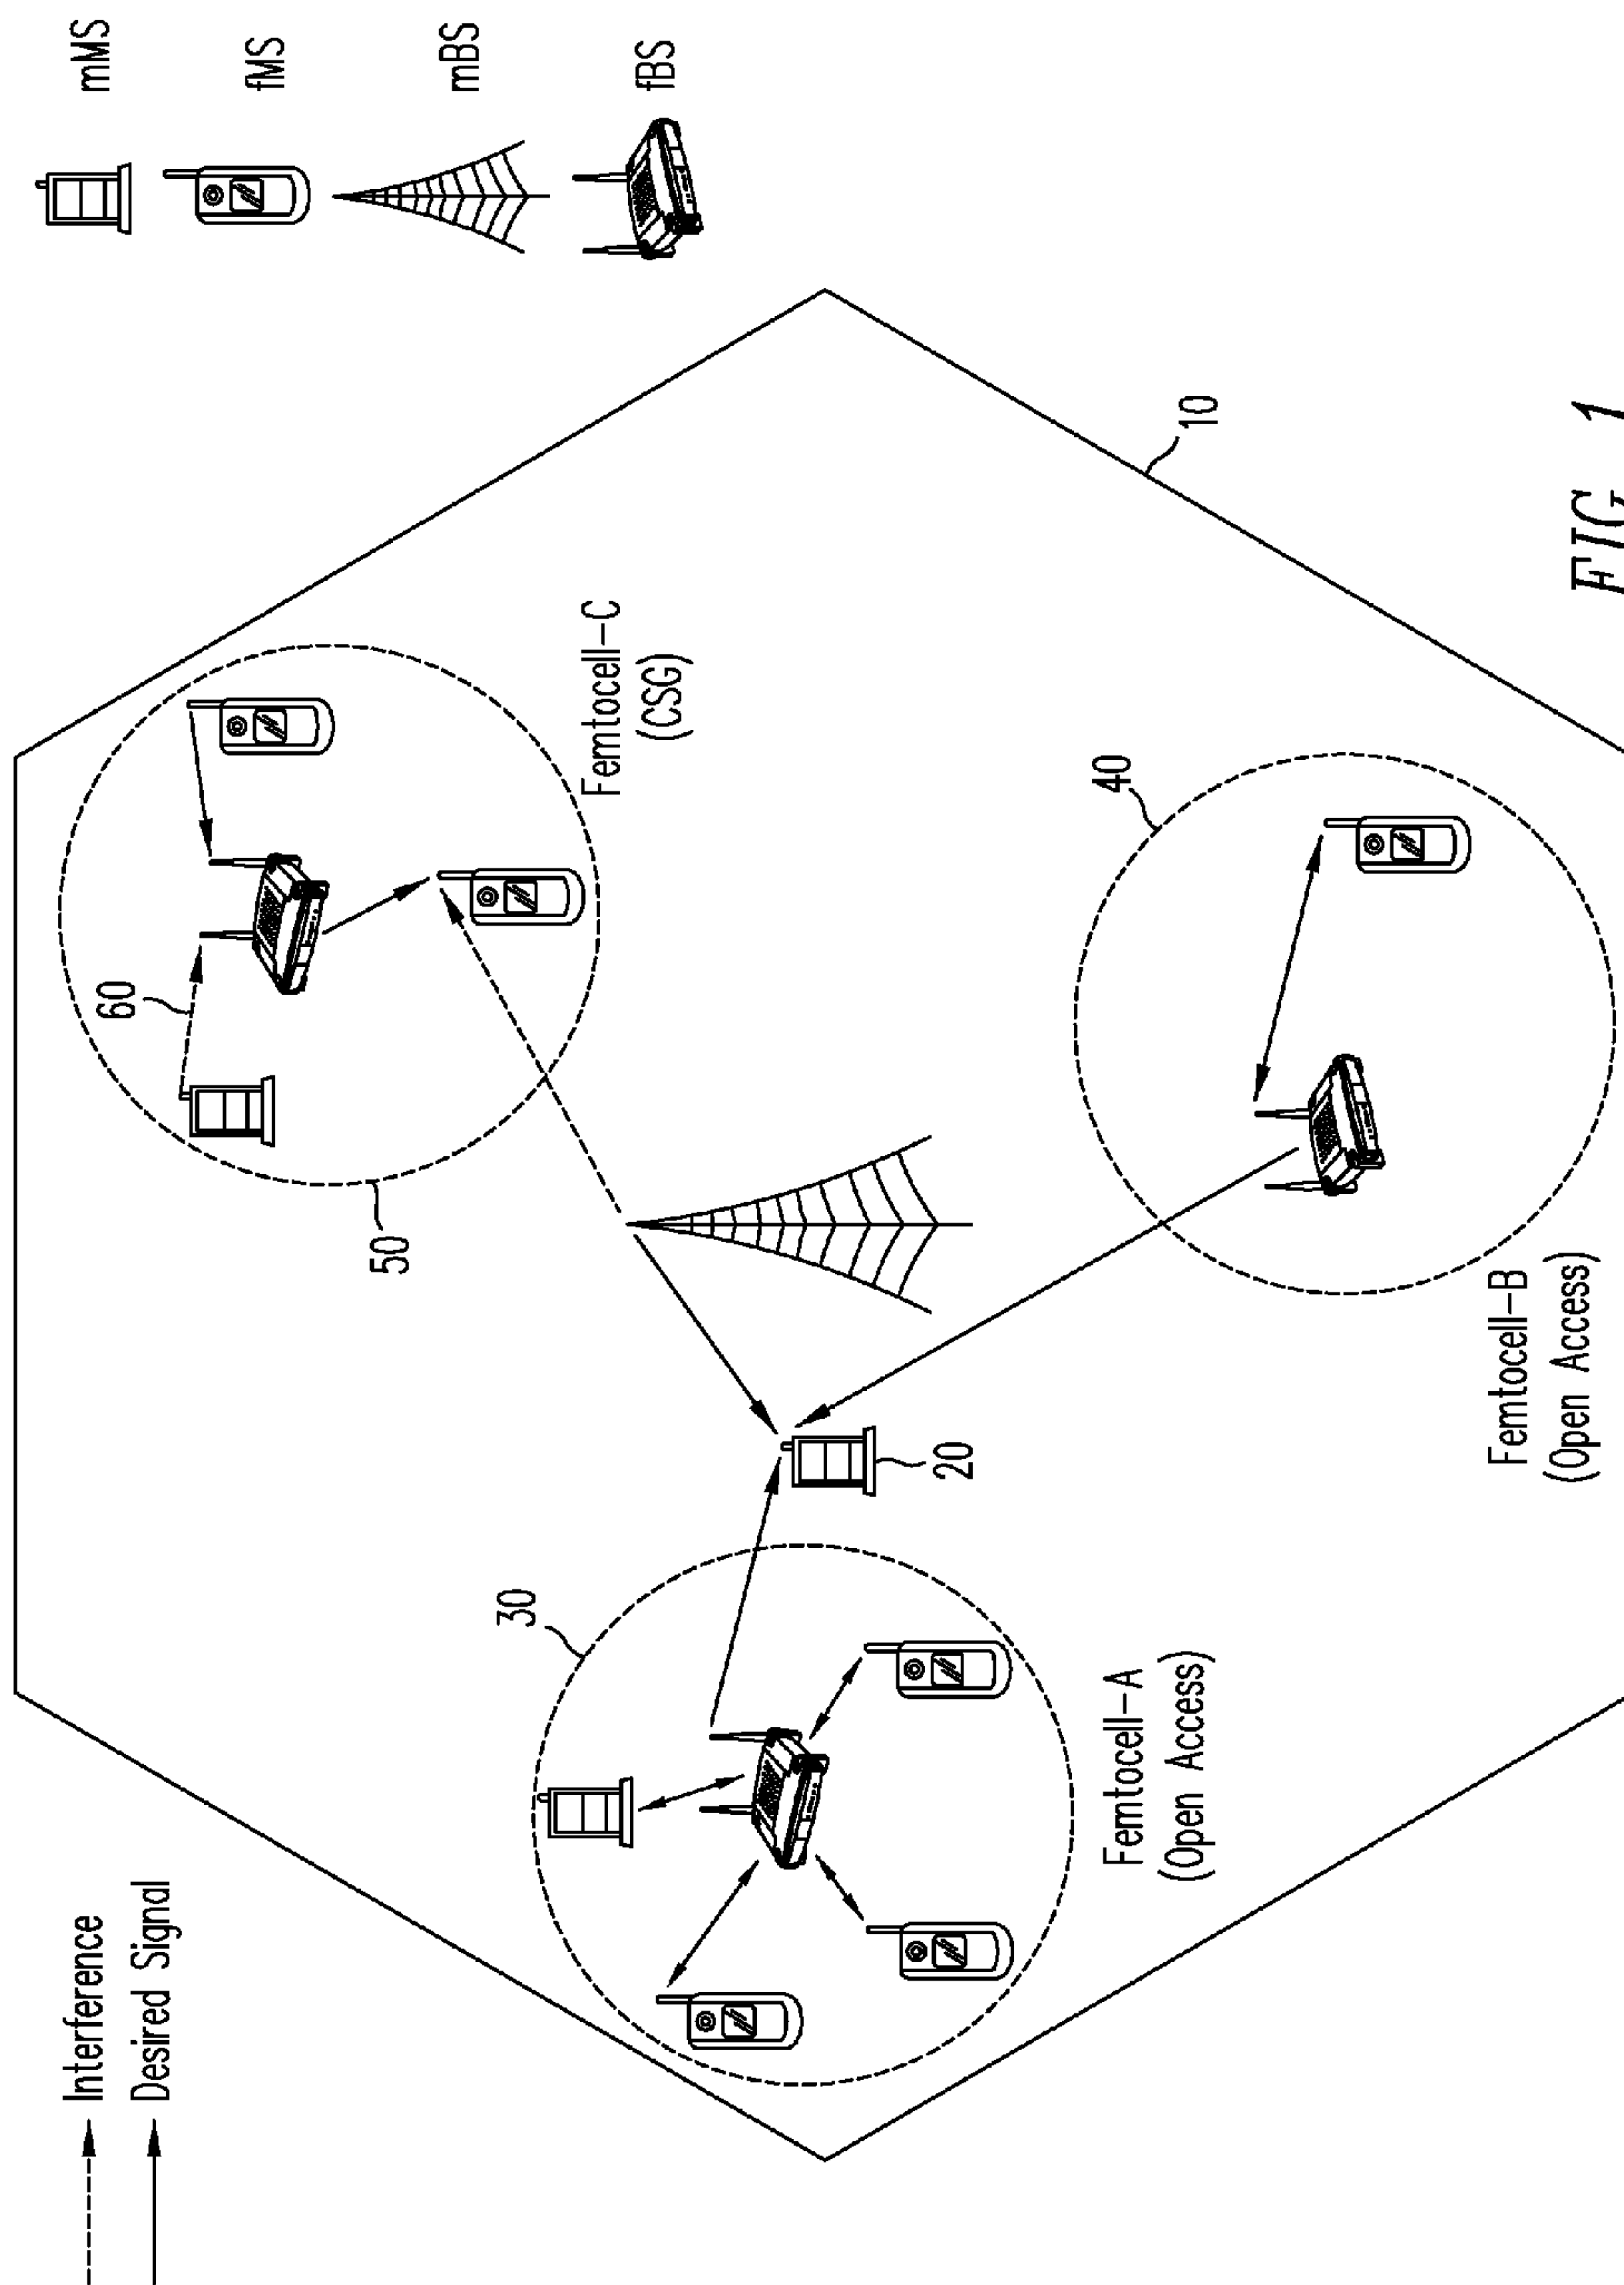 Interference
Desired Signal
mMS
fMS
mBS
fBS
30
Femtocell-A
(Open Access)
20
50
60
Femtocell-C
(CSG)
40
Femtocell-B
(Open Access)
10
FIG. 1